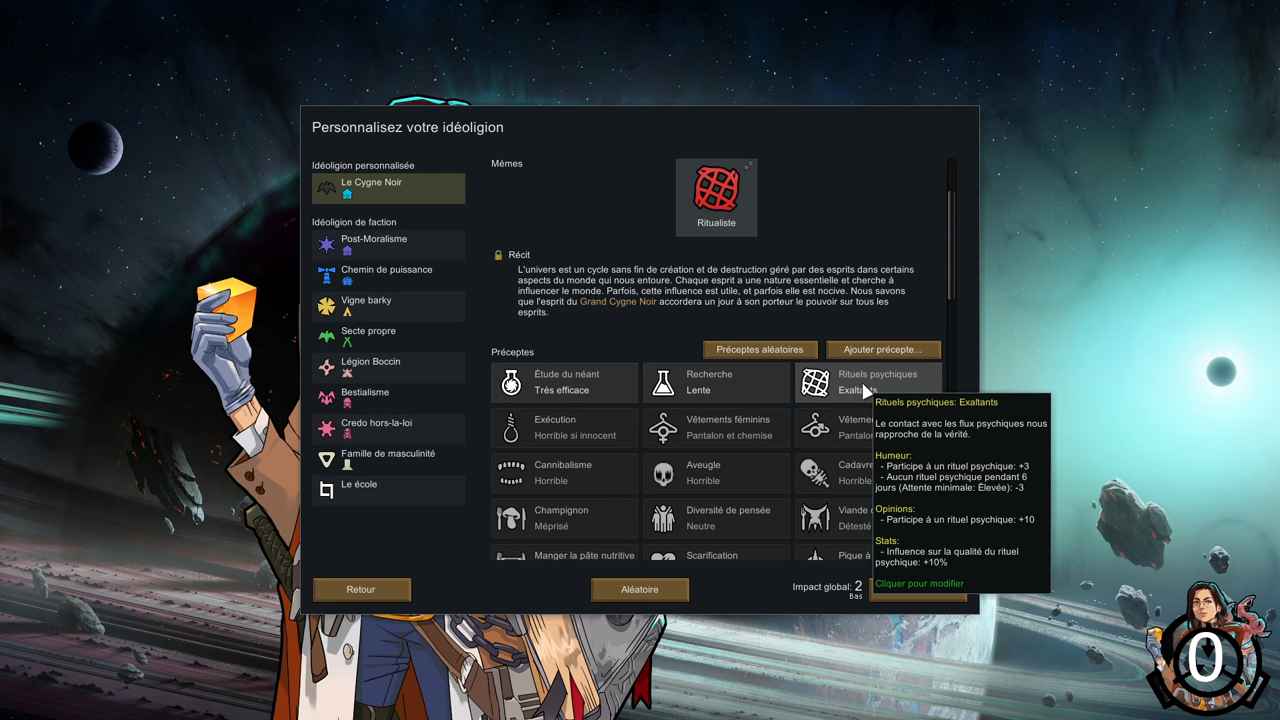 Personnalisez votre idéoligion
Idéoligion personnalisée
Le Cygne Noir
Idéoligion de faction
Post-Moralisme
Chemin de puissance
Vigne barky
Secte propre
Légion Boccin
Bestialisme
Credo hors-la-loi
Famille de masculinité
Le école
Mèmes
Ritualiste
Récit
L'univers est un cycle sans fin de création et de destruction géré par des esprits dans certains
aspects du monde qui nous entoure. Chaque esprit a une nature essentielle et cherche à
influencer le monde. Parfois, cette influence est utile, et parfois elle est nocive. Nous savons
que l'esprit du Grand Cygne Noir accordera un jour à son porteur le pouvoir sur tous les
esprits.
Préceptes
Préceptes aléatoires
Ajouter précepte...
Étude du néant
Très efficace
Recherche
Lente
Rituels psychiques
Exécution
Horrible si innocent
Vêtements féminins
Pantalon et chemise
Cannibalisme
Horrible
Aveugle
Horrible
Champignon
Méprisé
Diversité de pensée
Neutre
Manger la pâte nutritive
Scarification
Rituels psychiques: Exaltants
Le contact avec les flux psychiques nous
rapproche de la vérité.
Humeur:
- Participe à un rituel psychique: +3
- Aucun rituel psychique pendant 6
jours (Attente minimale: Élevée): -3
Opinions:
- Participe à un rituel psychique: +10
Stats:
- Influence sur la qualité du rituel
psychique: +10%
Cliquer pour modifier
Retour
Aléatoire
Impact global: 2
Bas
0